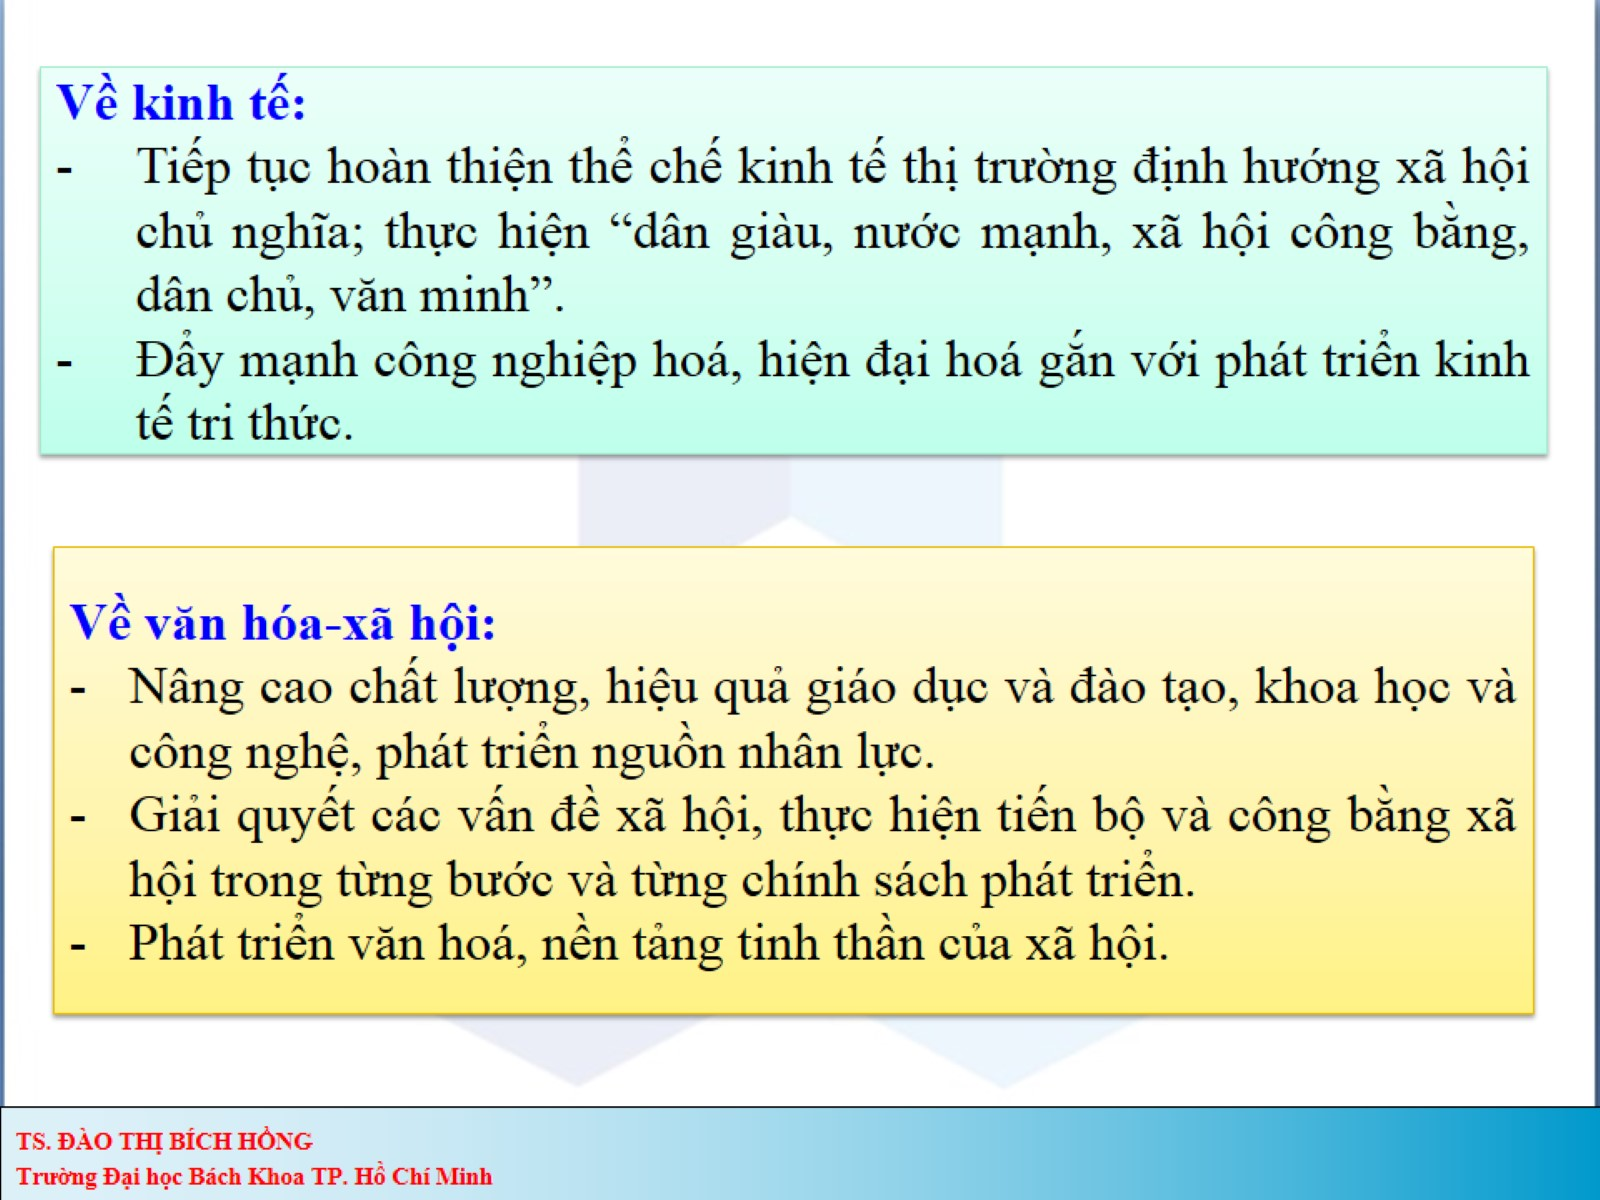 Về kinh tế:
- Tiếp tục hoàn thiện thể chế kinh tế thị trường định hướng xã hội
chủ nghĩa; thực hiện “dân giàu, nước mạnh, xã hội công bằng,
dân chủ, văn minh”.
- Đẩy mạnh công nghiệp hoá, hiện đại hoá gắn với phát triển kinh
tế tri thức.
Về văn hóa-xã hội:
- Nâng cao chất lượng, hiệu quả giáo dục và đào tạo, khoa học và
công nghệ, phát triển nguồn nhân lực.
- Giải quyết các vấn đề xã hội, thực hiện tiến bộ và công bằng xã
hội trong từng bước và từng chính sách phát triển.
- Phát triển văn hoá, nền tảng tinh thần của xã hội.
TS. ĐÀO THỊ BÍCH HỒNG
Trường Đại học Bách Khoa TP. Hồ Chí Minh